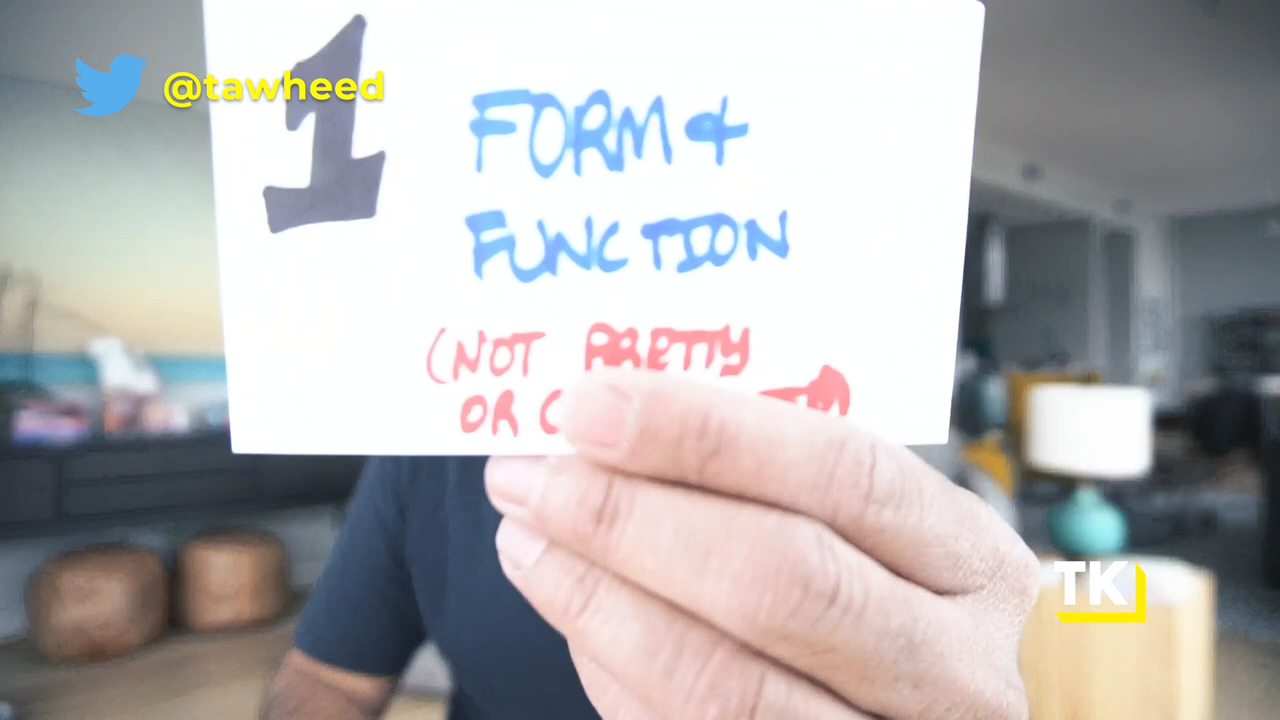 @tawheed
1
FORM &
FUNCTION
(NOT PRETTY
OR
TK